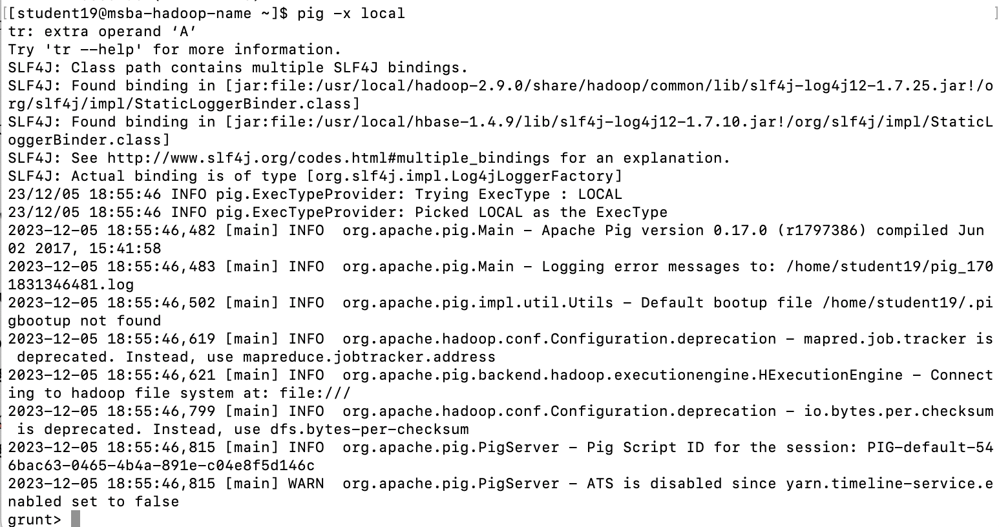 [[student19@msba-hadoop-name ~]$ pig -x local ]
tr: extra operand ‘A’
Try 'tr --help' for more information.
SLF4J: Class path contains multiple SLF4J bindings.
SLF4J: Found binding in [jar:file:/usr/local/hadoop-2.9.0/share/hadoop/common/lib/slf4j-log4j12-1.7.25.jar!/o
rg/slf4j/impl/StaticLoggerBinder.class]
SLF4J: Found binding in [jar:file:/usr/local/hbase-1.4.9/lib/slf4j-log4j12-1.7.10.jar!/org/slf4j/impl/StaticL
oggerBinder.class]
SLF4J: See http://www.slf4j.org/codes.html#multiple_bindings for an explanation.
SLF4J: Actual binding is of type [org.slf4j.impl.Log4jLoggerFactory]
23/12/05 18:55:46 INFO pig.ExecTypeProvider: Trying ExecType : LOCAL
23/12/05 18:55:46 INFO pig.ExecTypeProvider: Picked LOCAL as the ExecType
2023-12-05 18:55:46,482 [main] INFO  org.apache.pig.Main - Apache Pig version 0.17.0 (r1797386) compiled Jun
02 2017, 15:41:58
2023-12-05 18:55:46,483 [main] INFO  org.apache.pig.Main - Logging error messages to: /home/student19/pig_170
1831346481.log
2023-12-05 18:55:46,502 [main] INFO  org.apache.pig.impl.util.Utils - Default bootup file /home/student19/.pi
gbootup not found
2023-12-05 18:55:46,619 [main] INFO  org.apache.hadoop.conf.Configuration.deprecation - mapred.job.tracker is
 deprecated. Instead, use mapreduce.jobtracker.address
2023-12-05 18:55:46,621 [main] INFO  org.apache.pig.backend.hadoop.executionengine.HExecutionEngine - Connect
ing to hadoop file system at: file:///
2023-12-05 18:55:46,799 [main] INFO  org.apache.hadoop.conf.Configuration.deprecation - io.bytes.per.checksum
 is deprecated. Instead, use dfs.bytes-per-checksum
2023-12-05 18:55:46,815 [main] INFO  org.apache.pig.PigServer - Pig Script ID for the session: PIG-default-54
6bac63-0465-4b4a-891e-c04e8f5d146c
2023-12-05 18:55:46,815 [main] WARN  org.apache.pig.PigServer - ATS is disabled since yarn.timeline-service.e
nabled set to false
grunt>